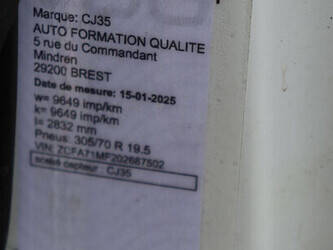 Marque: CJ35
AUTO FORMATION QUALITE
5 rue du Commandant
Mindren
29200 BREST
Date de mesure: 15-01-2025
w= 9649 imp/km
k= 9649 imp/km
l= 2832 mm
Pneus: 305/70 R 19.5
VIN: ZCFA71MF202687502
scellé capteur : CJ35